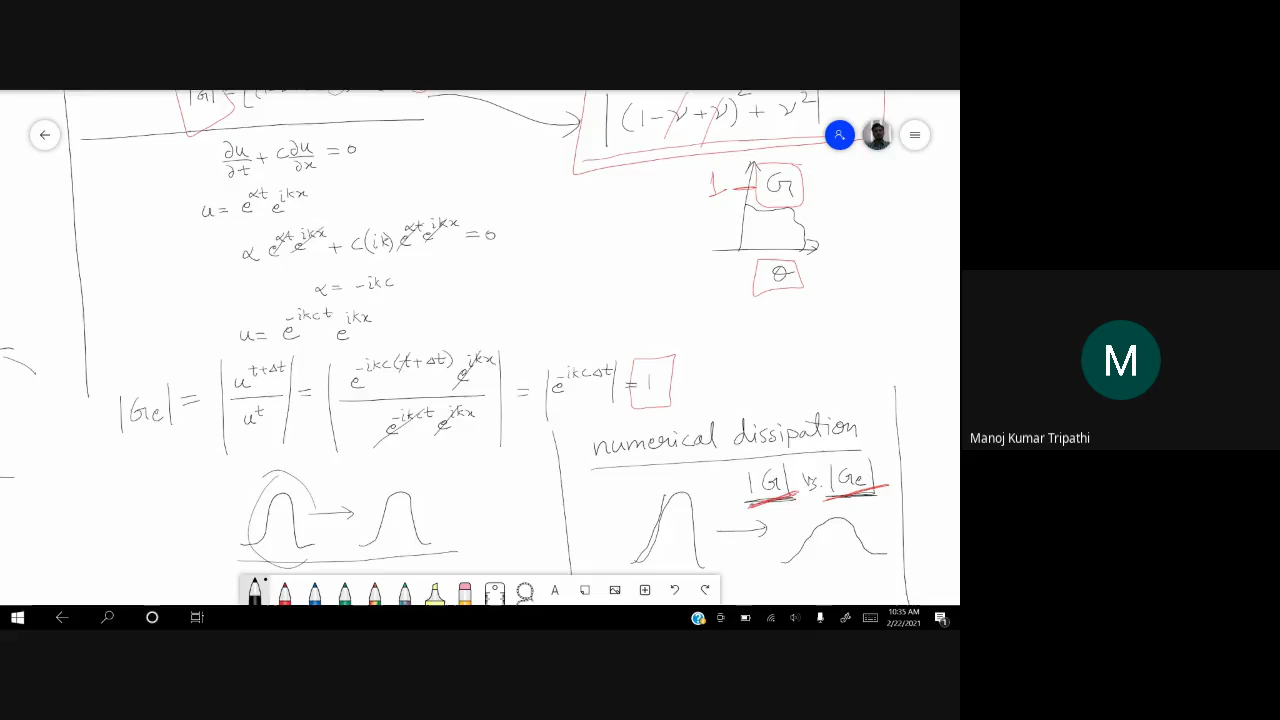 |G| = [(1
|(1-ν+ν)² + ν²|
∂u/∂t + c ∂u/∂x = 0
u = e^{αt} e^{ikx}
α e^{αt} e^{ikx} + c(ik) e^{αt} e^{ikx} = 0
α = -ikc
u = e^{-ikct} e^{ikx}
|Ge| = |u^{t+Δt} / u^t| = |e^{-ikc(t+Δt)} e^{ikx} / e^{-ikct} e^{ikx}| = |e^{-ikcΔt}| = 1
1 G
θ
numerical dissipation
|G| vs. |Ge|
A
10:35 AM
2/22/2021
M
Manoj Kumar Tripathi